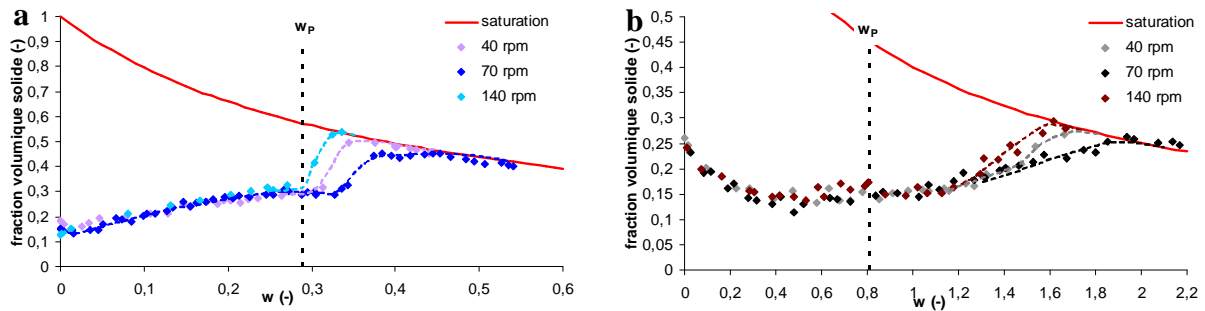 a
fraction volumique solide (-)
1
0,9
0,8
0,7
0,6
0,5
0,4
0,3
0,2
0,1
0
0 0,1 0,2 0,3 0,4 0,5 0,6
w (-)
wP
saturation
40 rpm
70 rpm
140 rpm
b
fraction volumique solide (-)
0,5
0,45
0,4
0,35
0,3
0,25
0,2
0,15
0,1
0,05
0
0 0,2 0,4 0,6 0,8 1 1,2 1,4 1,6 1,8 2 2,2
w (-)
wP
saturation
40 rpm
70 rpm
140 rpm